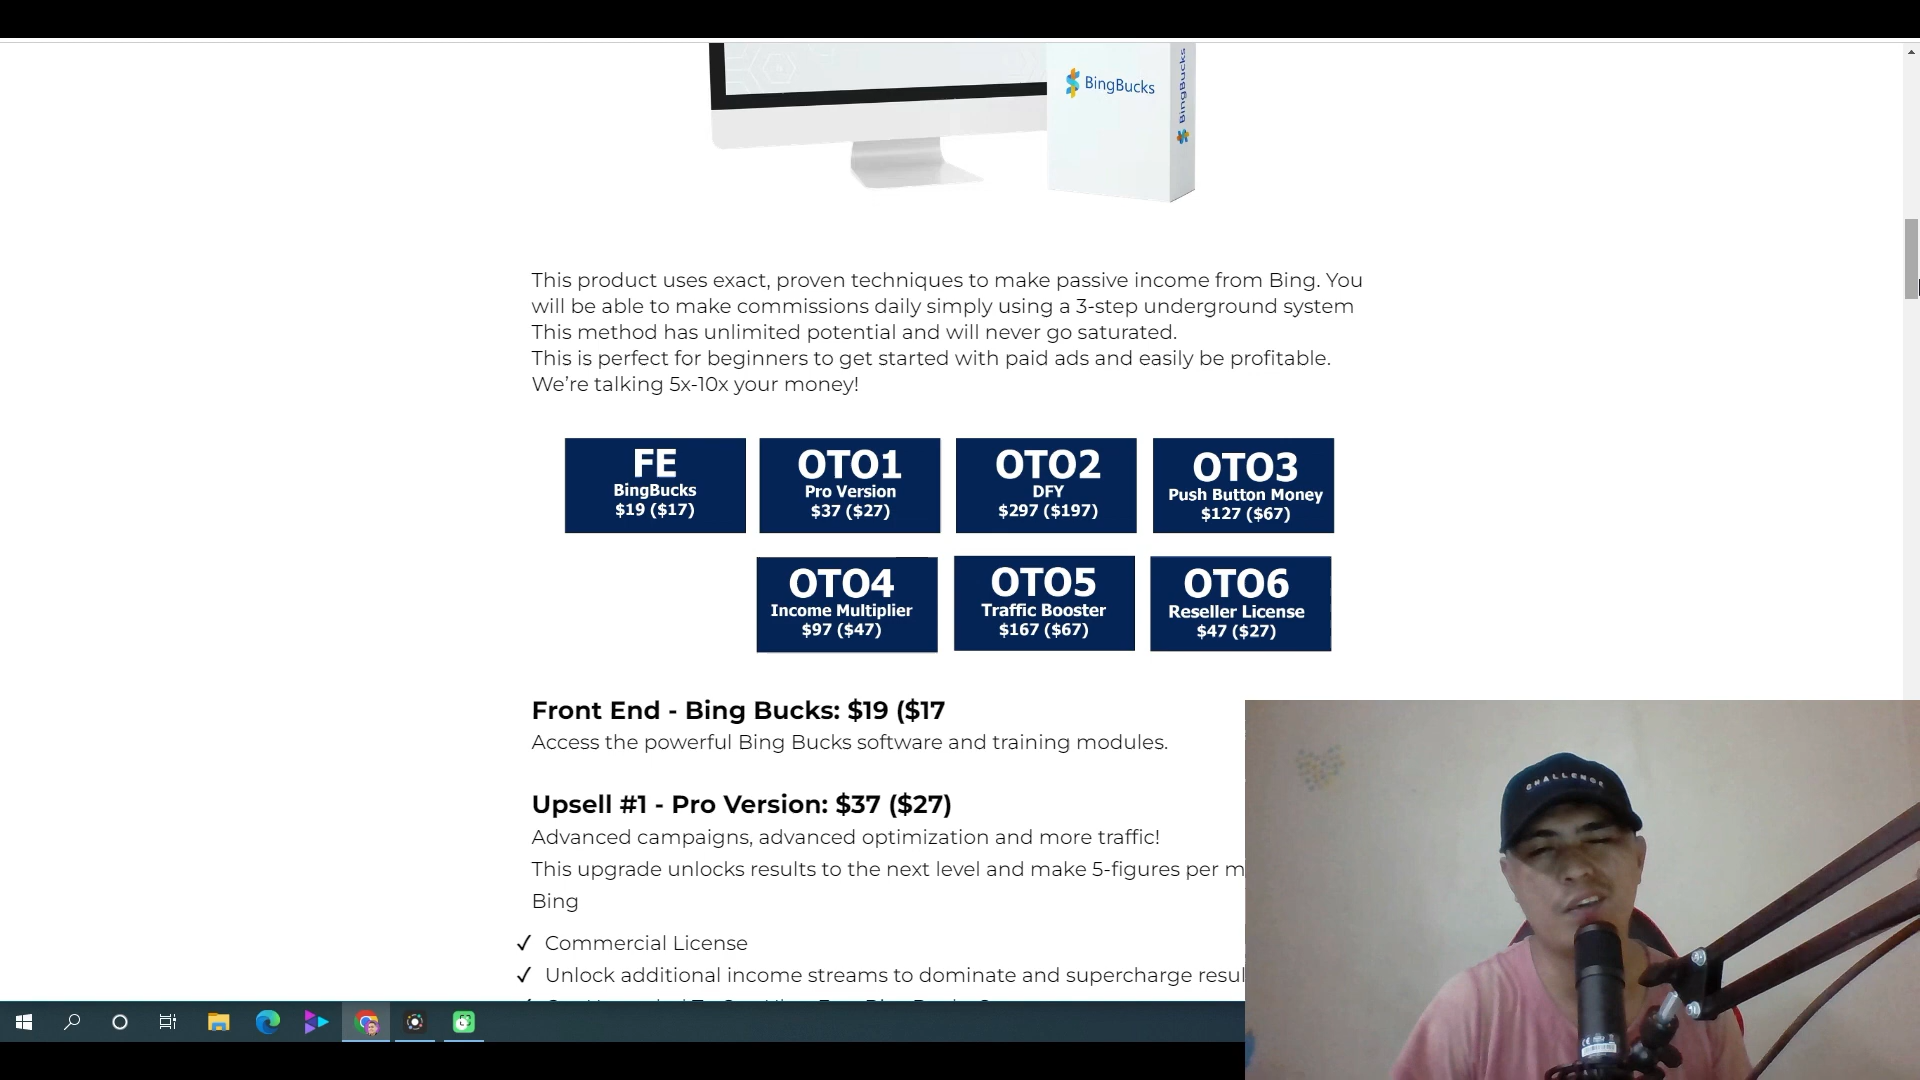 BingBucks
BingBucks
This product uses exact, proven techniques to make passive income from Bing. You
will be able to make commissions daily simply using a 3-step underground system
This method has unlimited potential and will never go saturated.
This is perfect for beginners to get started with paid ads and easily be profitable.
We’re talking 5x-10x your money!
FE
BingBucks
$19 ($17)
OTO1
Pro Version
$37 ($27)
OTO2
DFY
$297 ($197)
OTO3
Push Button Money
$127 ($67)
OTO4
Income Multiplier
$97 ($47)
OTO5
Traffic Booster
$167 ($67)
OTO6
Reseller License
$47 ($27)
Front End - Bing Bucks: $19 ($17
Access the powerful Bing Bucks software and training modules.
Upsell #1 - Pro Version: $37 ($27)
Advanced campaigns, advanced optimization and more traffic!
This upgrade unlocks results to the next level and make 5-figures per m
Bing
✓ Commercial License
✓ Unlock additional income streams to dominate and supercharge resul
CHALLENGE